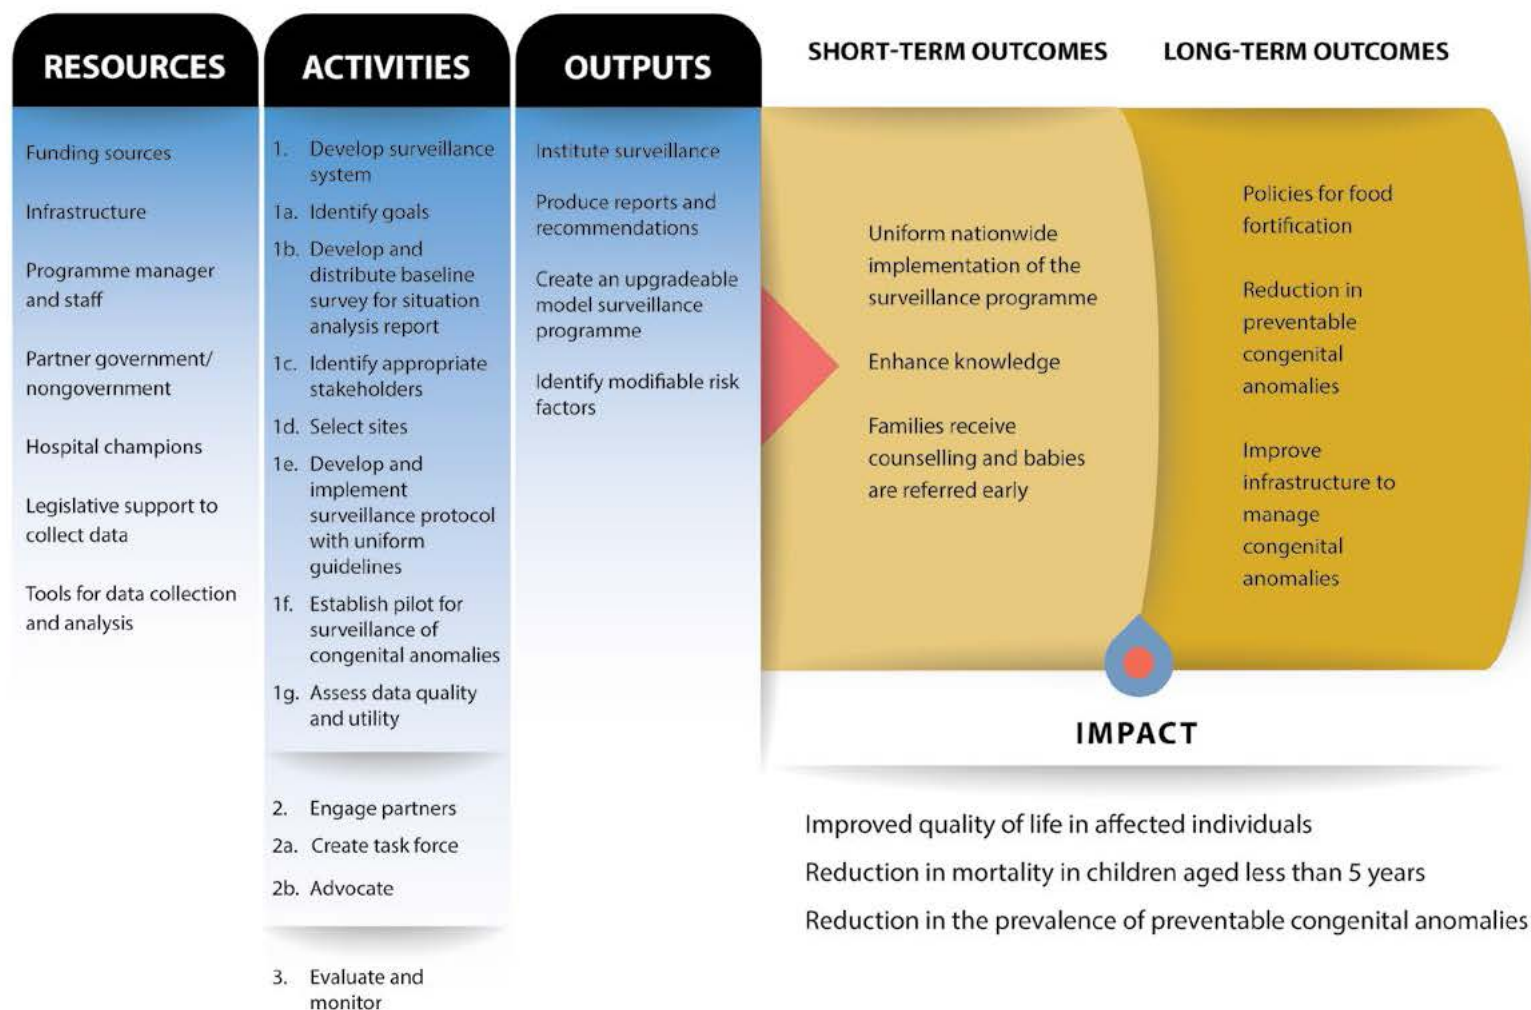 RESOURCES
Funding sources
Infrastructure
Programme manager
and staff
Partner government/
nongovernment
Hospital champions
Legislative support to
collect data
Tools for data collection
and analysis
ACTIVITIES
1. Develop surveillance
system
1a. Identify goals
1b. Develop and
distribute baseline
survey for situation
analysis report
1c. Identify appropriate
stakeholders
1d. Select sites
1e. Develop and
implement
surveillance protocol
with uniform
guidelines
1f. Establish pilot for
surveillance of
congenital anomalies
1g. Assess data quality
and utility
2. Engage partners
2a. Create task force
2b. Advocate
3. Evaluate and
monitor
OUTPUTS
Institute surveillance
Produce reports and
recommendations
Create an upgradeable
model surveillance
programme
Identify modifiable risk
factors
SHORT-TERM OUTCOMES
Uniform nationwide
implementation of the
surveillance programme
Enhance knowledge
Families receive
counselling and babies
are referred early
LONG-TERM OUTCOMES
Policies for food
fortification
Reduction in
preventable
congenital
anomalies
Improve
infrastructure to
manage
congenital
anomalies
IMPACT
Improved quality of life in affected individuals
Reduction in mortality in children aged less than 5 years
Reduction in the prevalence of preventable congenital anomalies